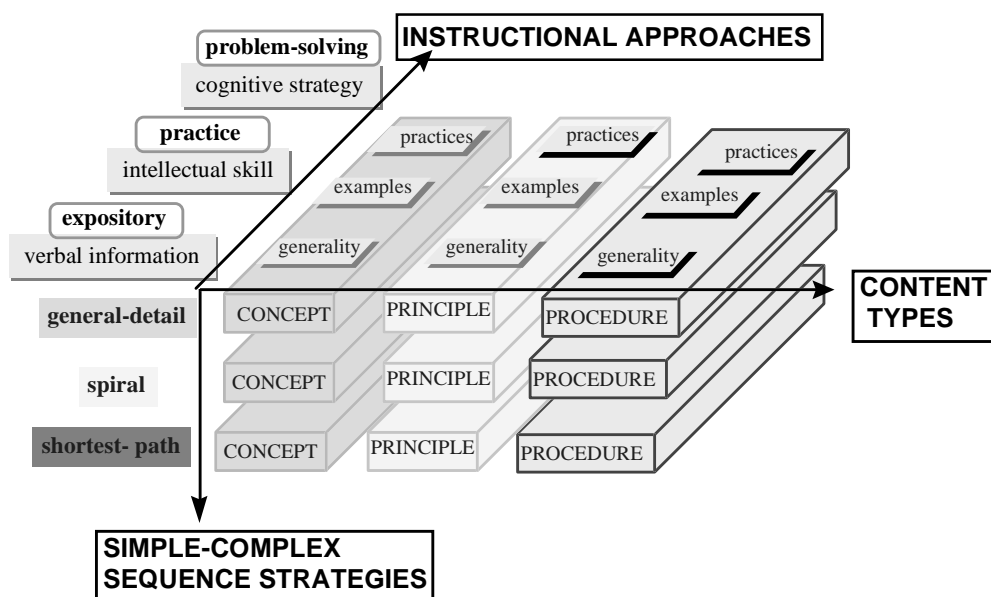 problem-solving
INSTRUCTIONAL APPROACHES
cognitive strategy
practice
intellectual skill
expository
verbal information
practices
practices
practices
examples
examples
examples
generality
generality
generality
general-detail
CONCEPT
PRINCIPLE
PROCEDURE
CONTENT
TYPES
spiral
CONCEPT
PRINCIPLE
PROCEDURE
shortest- path
CONCEPT
PRINCIPLE
PROCEDURE
SIMPLE-COMPLEX
SEQUENCE STRATEGIES